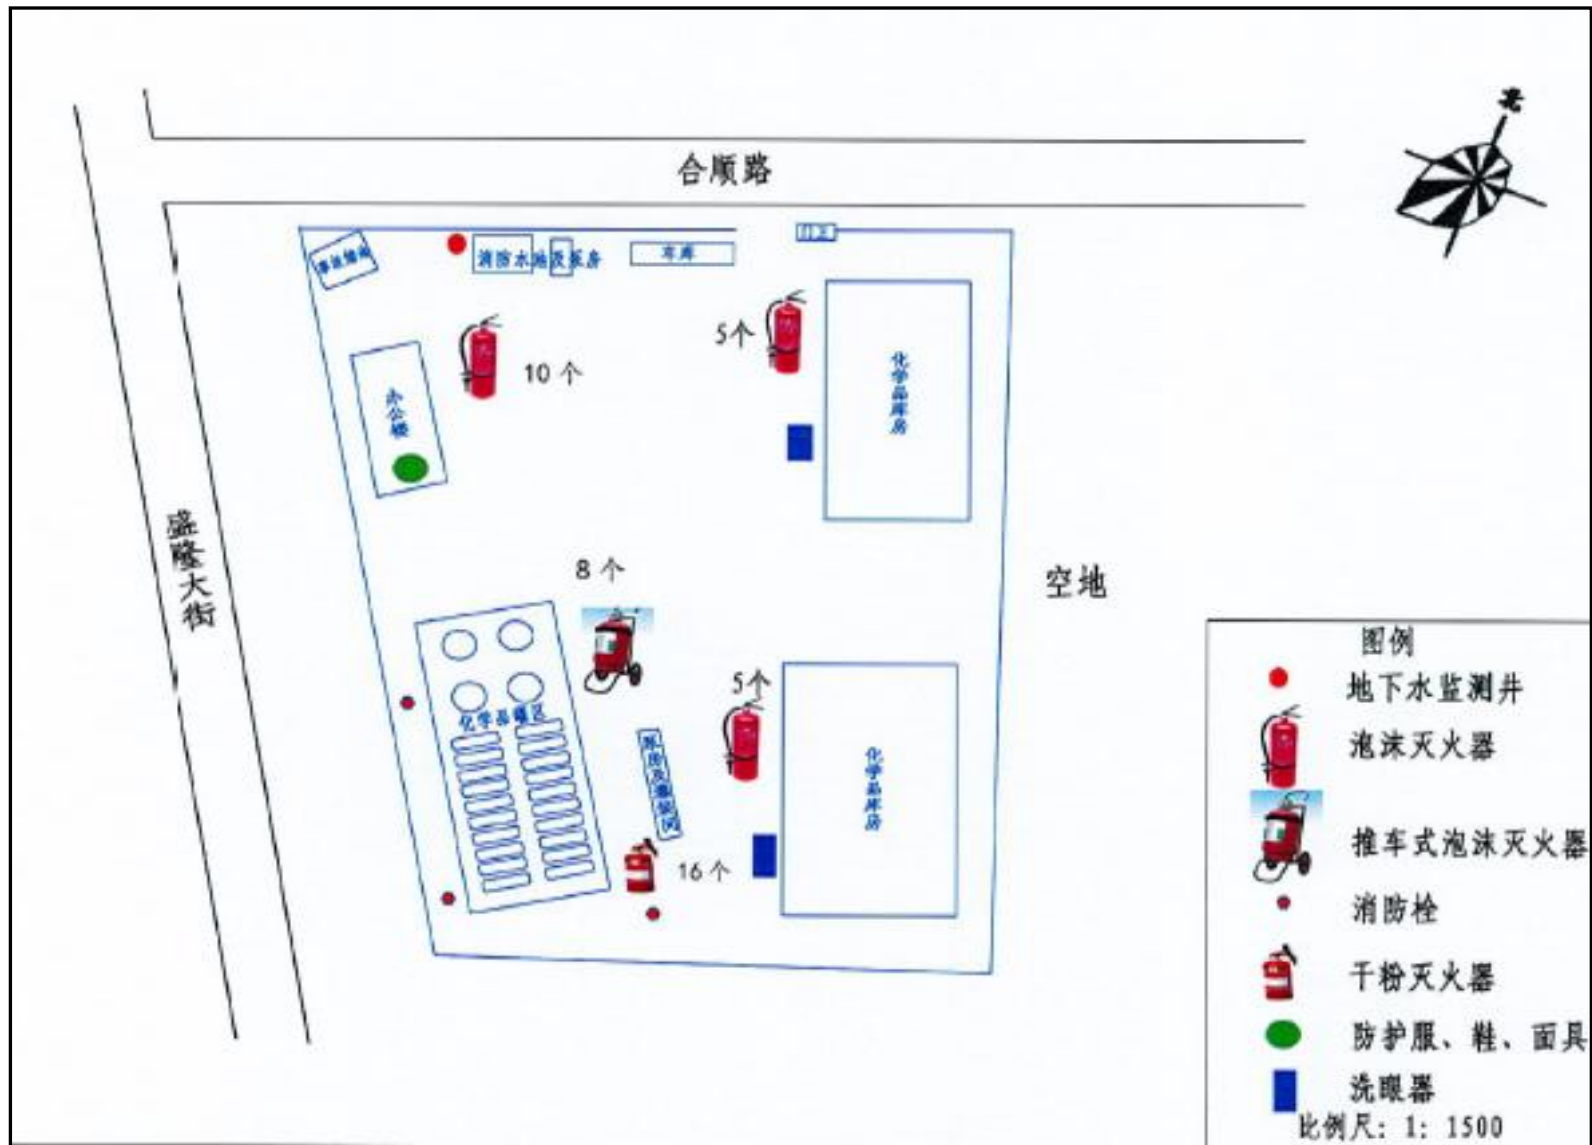 北
合顺路
消防水池及泵房
车库
门卫
5个
10 个
化学品库房
办公楼
盛隆大街
8 个
空地
5个
化学品罐区
化学品库房
16 个
图例
地下水监测井
泡沫灭火器
推车式泡沫灭火器
消防栓
干粉灭火器
防护服、鞋、面具
洗眼器
比例尺: 1: 1500